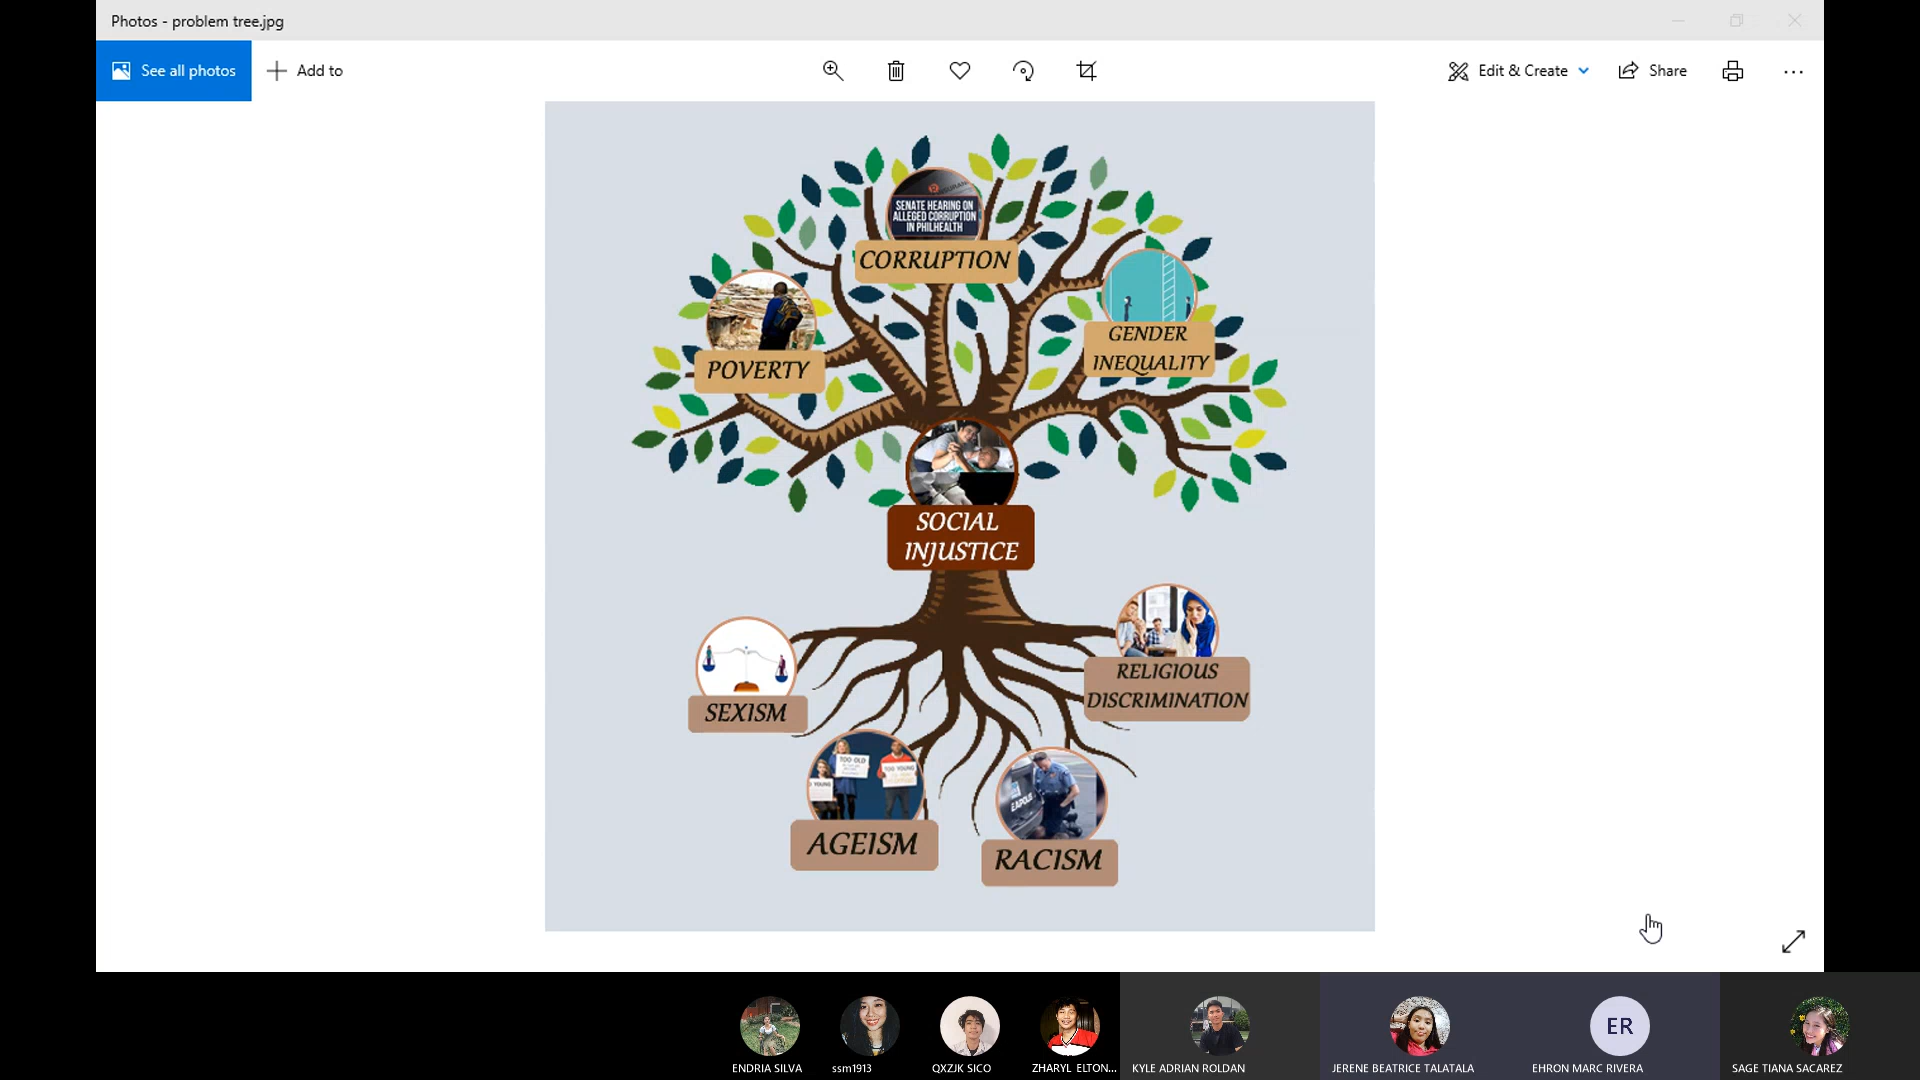 Photos - problem tree.jpg
See all photos
Add to
Edit & Create
Share
SENATE HEARING ON
ALLEGED CORRUPTION
IN PHILHEALTH
CORRUPTION
GENDER
INEQUALITY
POVERTY
SOCIAL
INJUSTICE
RELIGIOUS
DISCRIMINATION
SEXISM
TOO OLD
TOO YOUNG
AGEISM
RACISM
ER
ENDRIA SILVA
ssm1913
QXZJK SICO
ZHARYL ELTON...
KYLE ADRIAN ROLDAN
JERENE BEATRICE TALATALA
EHRON MARC RIVERA
SAGE TIANA SACAREZ